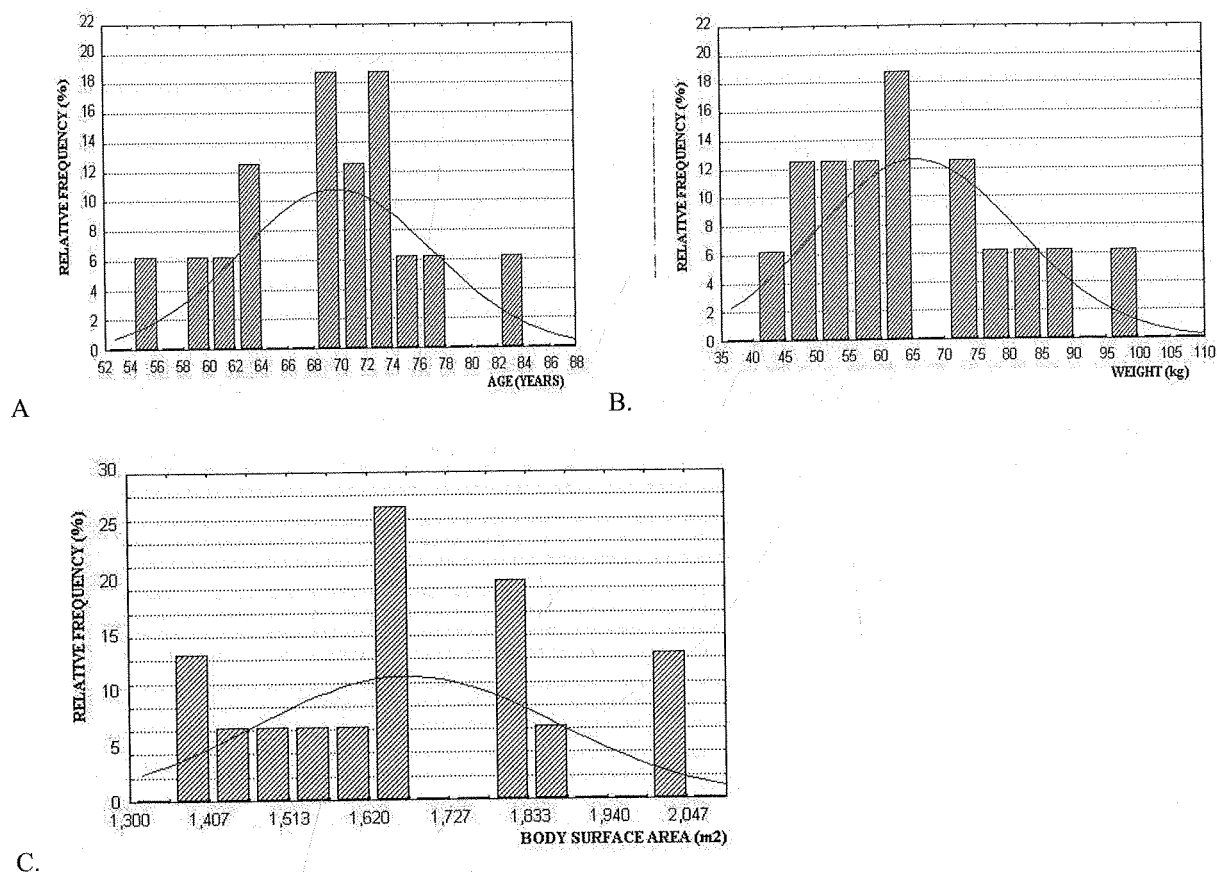 RELATIVE FREQUENCY (%)
22
20
18
16
14
12
10
8
6
4
2
0
52 54 56 58 60 62 64 66 68 70 72 74 76 78 80 82 84 66 68
AGE (YEARS)
A
RELATIVE FREQUENCY (%)
22
20
18
16
14
12
10
8
6
4
2
0
35 40 45 50 55 60 65 70 75 80 85 90 95 100 105 110
WEIGHT (kg)
B.
RELATIVE FREQUENCY (%)
30
25
20
15
10
5
0
1,300 1,407 1,513 1,620 1,727 1,833 1,940 2,047
BODY SURFACE AREA (m2)
C.